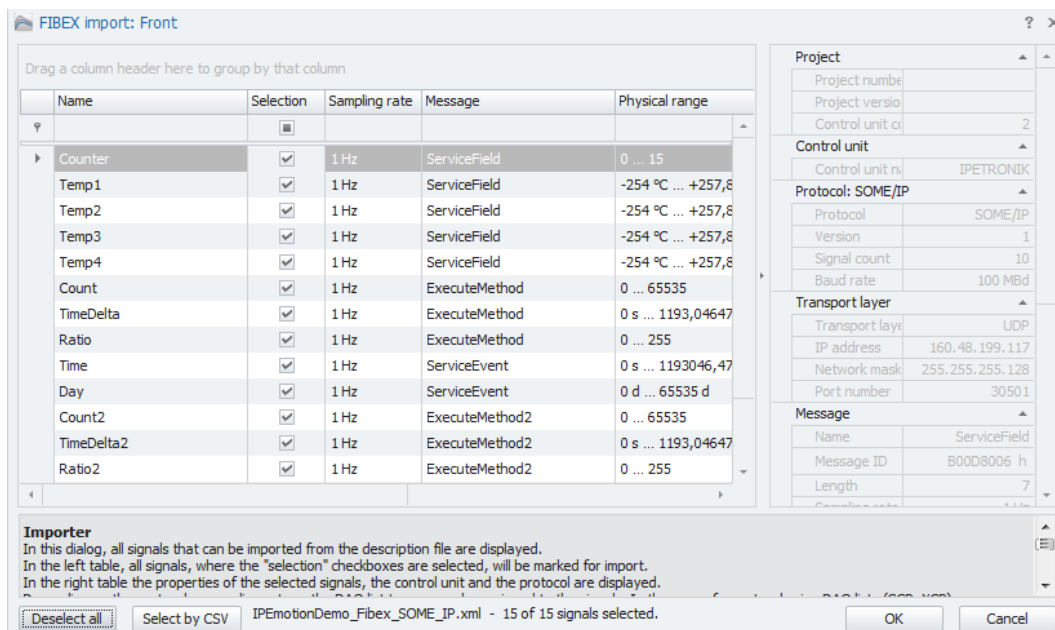 FIBEX import: Front
Drag a column header here to group by that column
Name Selection Sampling rate Message Physical range
Counter 1 Hz ServiceField 0 ... 15
Temp1 1 Hz ServiceField -254 °C ... +257,8
Temp2 1 Hz ServiceField -254 °C ... +257,8
Temp3 1 Hz ServiceField -254 °C ... +257,8
Temp4 1 Hz ServiceField -254 °C ... +257,8
Count 1 Hz ExecuteMethod 0 ... 65535
TimeDelta 1 Hz ExecuteMethod 0 s ... 1193,04647
Ratio 1 Hz ExecuteMethod 0 ... 255
Time 1 Hz ServiceEvent 0 s ... 1193046,47
Day 1 Hz ServiceEvent 0 d ... 65535 d
Count2 1 Hz ExecuteMethod2 0 ... 65535
TimeDelta2 1 Hz ExecuteMethod2 0 s ... 1193,04647
Ratio2 1 Hz ExecuteMethod2 0 ... 255
Project
Project numbe
Project versio
Control unit co 2
Control unit
Control unit na IPETRONIK
Protocol: SOME/IP
Protocol SOME/IP
Version 1
Signal count 10
Baud rate 100 MBd
Transport layer
Transport laye UDP
IP address 160.48.199.117
Network mask 255.255.255.128
Port number 30501
Message
Name ServiceField
Message ID B00D8006 h
Length 7
Importer
In this dialog, all signals that can be imported from the description file are displayed.
In the left table, all signals, where the "selection" checkboxes are selected, will be marked for import.
In the right table the properties of the selected signals, the control unit and the protocol are displayed.
Deselect all Select by CSV IPEmotionDemo_Fibex_SOME_IP.xml - 15 of 15 signals selected. OK Cancel